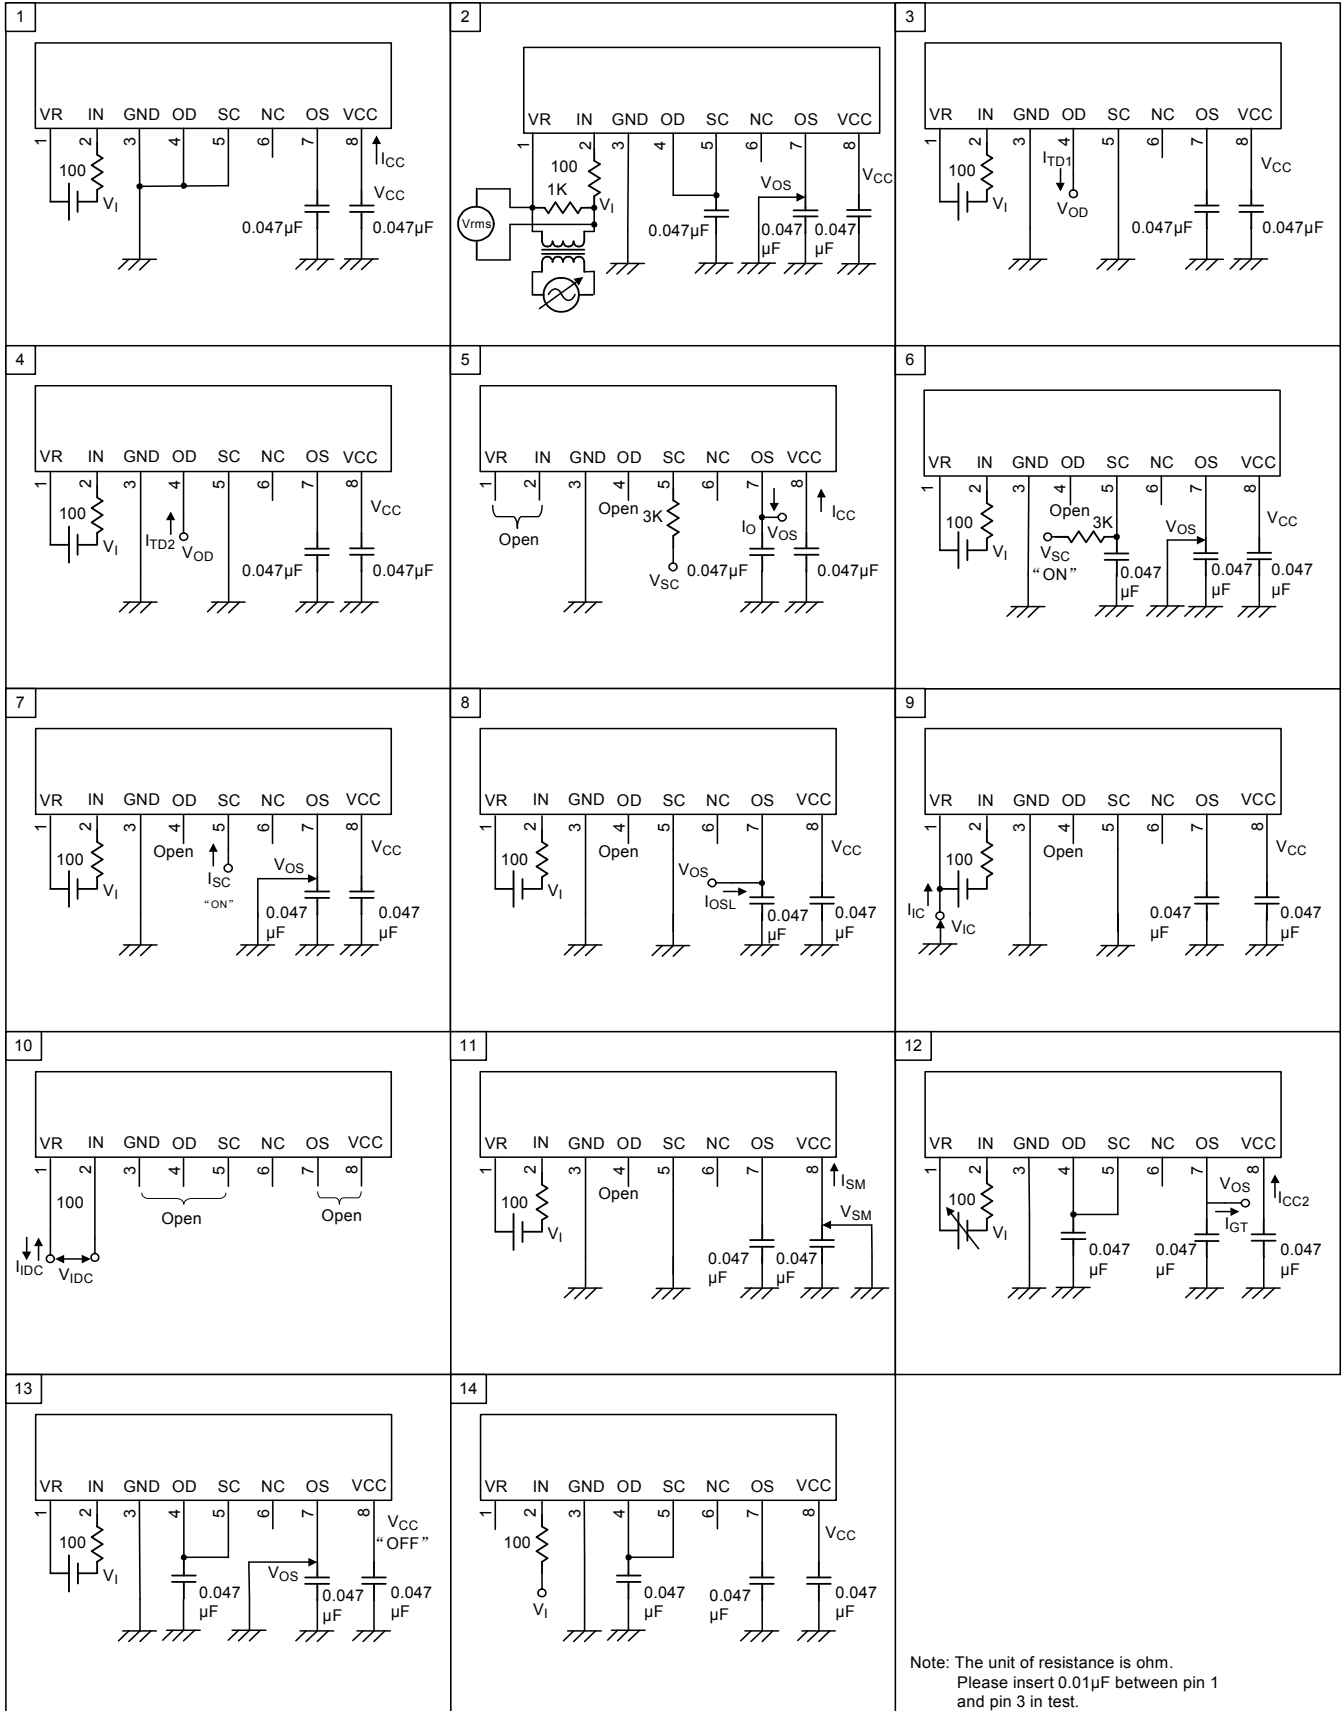 1
VR IN GND OD SC NC OS VCC
1 2 3 4 5 6 7 8
100
VI
ICC
VCC
0.047µF 0.047µF
2
VR IN GND OD SC NC OS VCC
1 2 3 4 5 6 7 8
100
1K
VI
Vrms
VOS
VCC
0.047µF 0.047 µF 0.047 µF
3
VR IN GND OD SC NC OS VCC
1 2 3 4 5 6 7 8
100
VI
ITD1
VOD
VCC
0.047µF 0.047µF
4
VR IN GND OD SC NC OS VCC
1 2 3 4 5 6 7 8
100
VI
ITD2
VOD
VCC
0.047µF 0.047µF
5
VR IN GND OD SC NC OS VCC
1 2 3 4 5 6 7 8
Open
Open
3K
VSC
IO
VOS
ICC
0.047µF 0.047µF
6
VR IN GND OD SC NC OS VCC
1 2 3 4 5 6 7 8
100
VI
Open
3K
VSC
“ON”
VOS
VCC
0.047 µF 0.047 µF 0.047 µF
7
VR IN GND OD SC NC OS VCC
1 2 3 4 5 6 7 8
100
VI
Open
ISC
“ON”
VOS
VCC
0.047 µF 0.047 µF
8
VR IN GND OD SC NC OS VCC
1 2 3 4 5 6 7 8
100
VI
Open
VOS
IOSL
VCC
0.047 µF 0.047 µF
9
VR IN GND OD SC NC OS VCC
1 2 3 4 5 6 7 8
100
VI
IIC
VIC
Open
VCC
0.047 µF 0.047 µF
10
VR IN GND OD SC NC OS VCC
1 2 3 4 5 6 7 8
100
Open
Open
IIDC
VIDC
11
VR IN GND OD SC NC OS VCC
1 2 3 4 5 6 7 8
100
VI
Open
ISM
VSM
0.047 µF 0.047 µF
12
VR IN GND OD SC NC OS VCC
1 2 3 4 5 6 7 8
100
VI
VOS
IGT
ICC2
0.047 µF 0.047 µF 0.047 µF
13
VR IN GND OD SC NC OS VCC
1 2 3 4 5 6 7 8
100
VI
VOS
VCC
“OFF”
0.047 µF 0.047 µF 0.047 µF
14
VR IN GND OD SC NC OS VCC
1 2 3 4 5 6 7 8
100
VI
VCC
0.047 µF 0.047 µF 0.047 µF
Note: The unit of resistance is ohm.
Please insert 0.01µF between pin 1
and pin 3 in test.